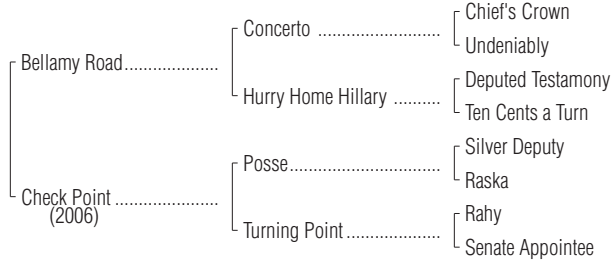 Chief's Crown
Concerto ..............................
Undeniably
Bellamy Road.......................
Deputed Testamony
Hurry Home Hillary ..........
Ten Cents a Turn
Silver Deputy
Posse....................................
Raska
Check Point .........................
(2006)
Rahy
Turning Point.......................
Senate Appointee